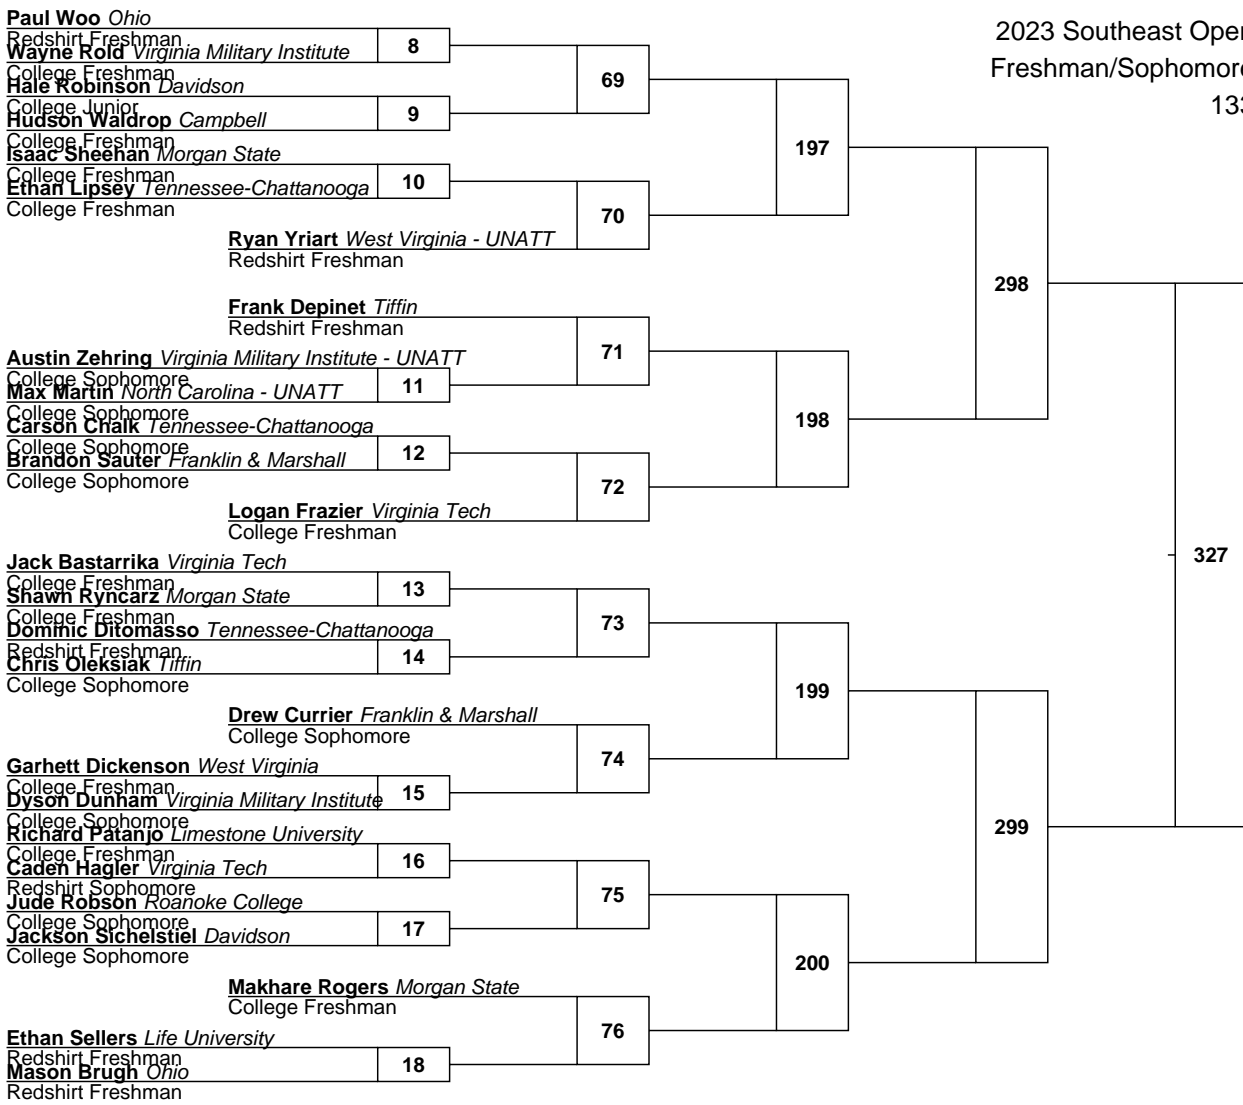 Paul Woo Ohio
Redshirt Freshman
2023 Southeast Open
Freshman/Sophomore
133
Wayne Rold Virginia Military Institute
College Freshman
8
Hale Robinson Davidson
College Junior
69
Hudson Waldrop Campbell
College Freshman
9
197
Isaac Sheehan Morgan State
College Freshman
Ethan Lipsey Tennessee-Chattanooga
College Freshman
10
70
Ryan Yriart West Virginia - UNATT
Redshirt Freshman
298
Frank Depinet Tiffin
Redshirt Freshman
71
Austin Zehring Virginia Military Institute - UNATT
College Sophomore
Max Martin North Carolina - UNATT
College Sophomore
11
198
Carson Chalk Tennessee-Chattanooga
College Sophomore
Brandon Sauter Franklin & Marshall
College Sophomore
12
72
Logan Frazier Virginia Tech
College Freshman
327
Jack Bastarrika Virginia Tech
College Freshman
Shawn Ryncarz Morgan State
College Freshman
13
73
Dominic Ditomasso Tennessee-Chattanooga
Redshirt Freshman
Chris Oleksiak Tiffin
College Sophomore
14
199
Drew Currier Franklin & Marshall
College Sophomore
74
Garhett Dickenson West Virginia
College Freshman
Dyson Dunham Virginia Military Institute
College Sophomore
15
299
Richard Patanjo Limestone University
College Freshman
Caden Hagler Virginia Tech
Redshirt Sophomore
16
75
Jude Robson Roanoke College
College Sophomore
Jackson Sichelstiel Davidson
College Sophomore
17
200
Makhare Rogers Morgan State
College Freshman
76
Ethan Sellers Life University
Redshirt Freshman
Mason Brugh Ohio
Redshirt Freshman
18